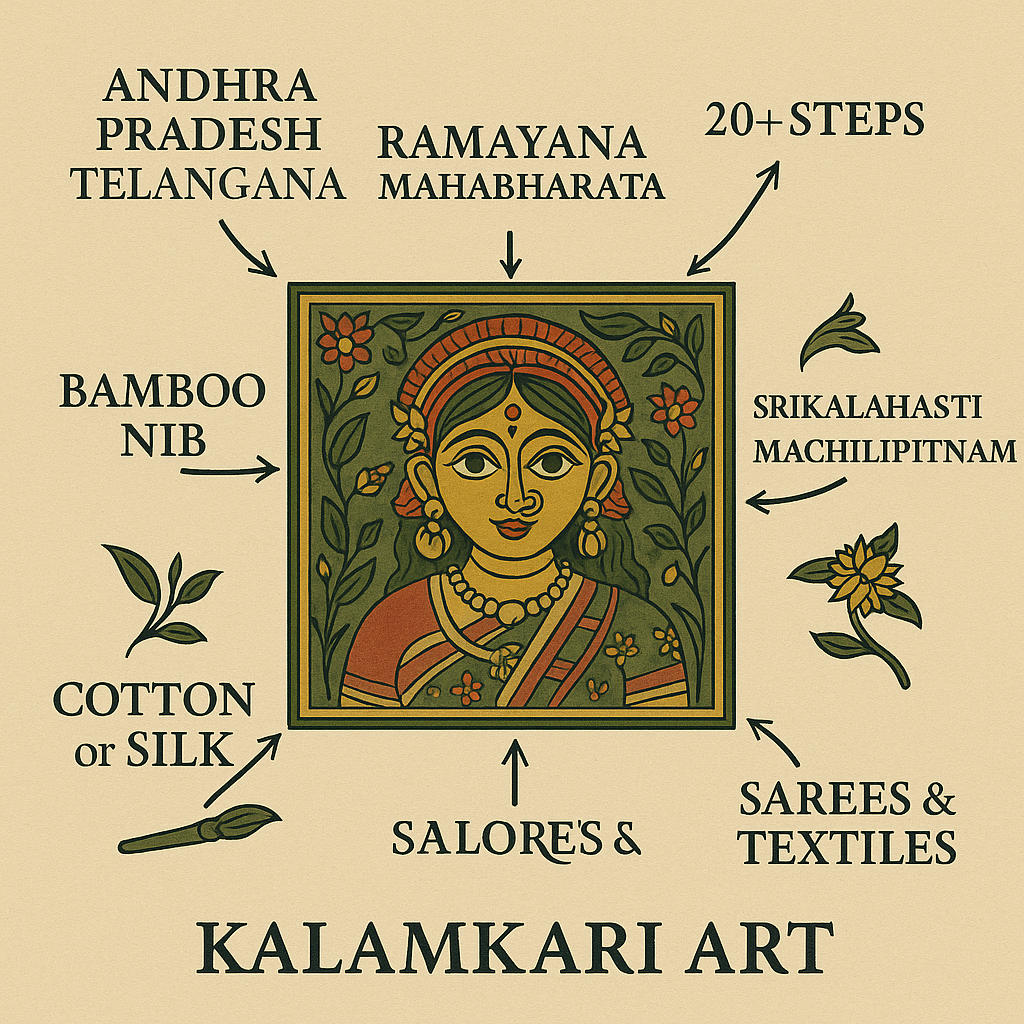 ANDHRA
PRADESH
TELANGANA
RAMAYANA
MAHABHARATA
20+ STEPS
BAMBOO
NIB
SRIKALAHASTI
MACHILIPITNAM
COTTON
or SILK
SALORE'S &
SAREES &
TEXTILES
KALAMKARI ART